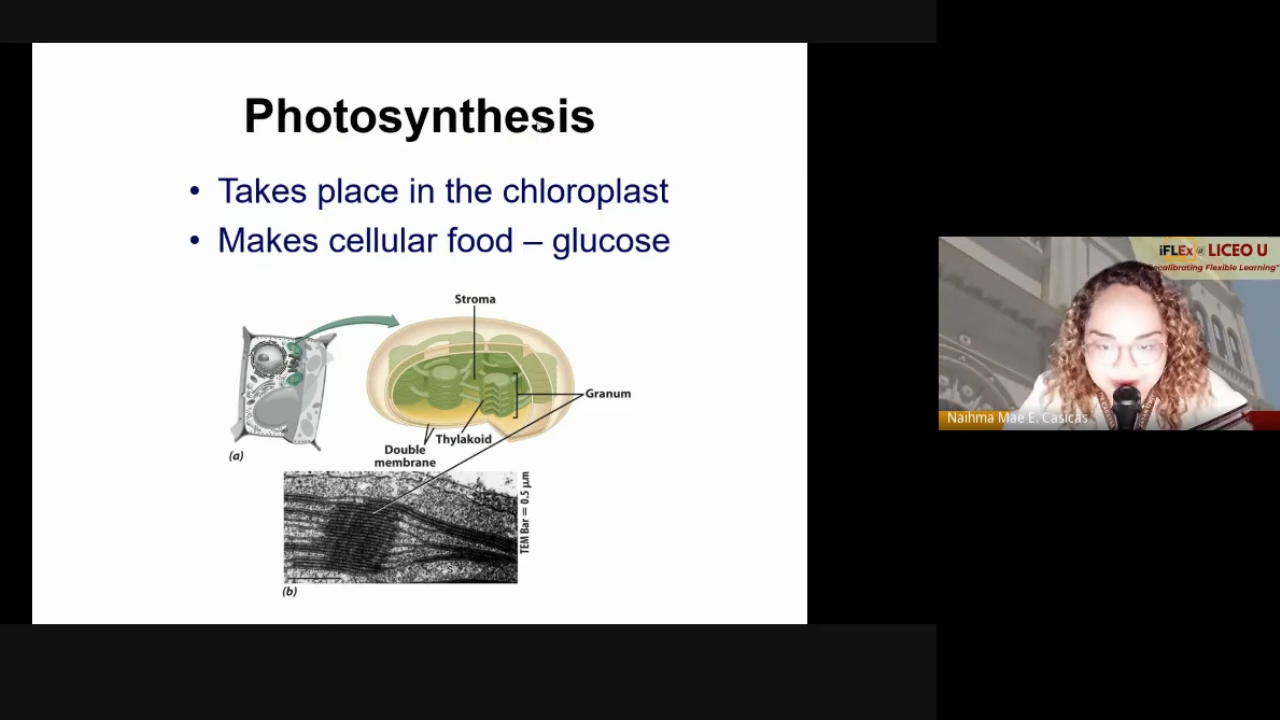 Photosynthesis
• Takes place in the chloroplast
• Makes cellular food – glucose
Stroma
Granum
Thylakoid
Double
membrane
(a)
TEM Bar = 0.5 μm
(b)
iFLEx @ LICEO U
"Recalibrating Flexible Learning"
Naihma Mae E. Casicas